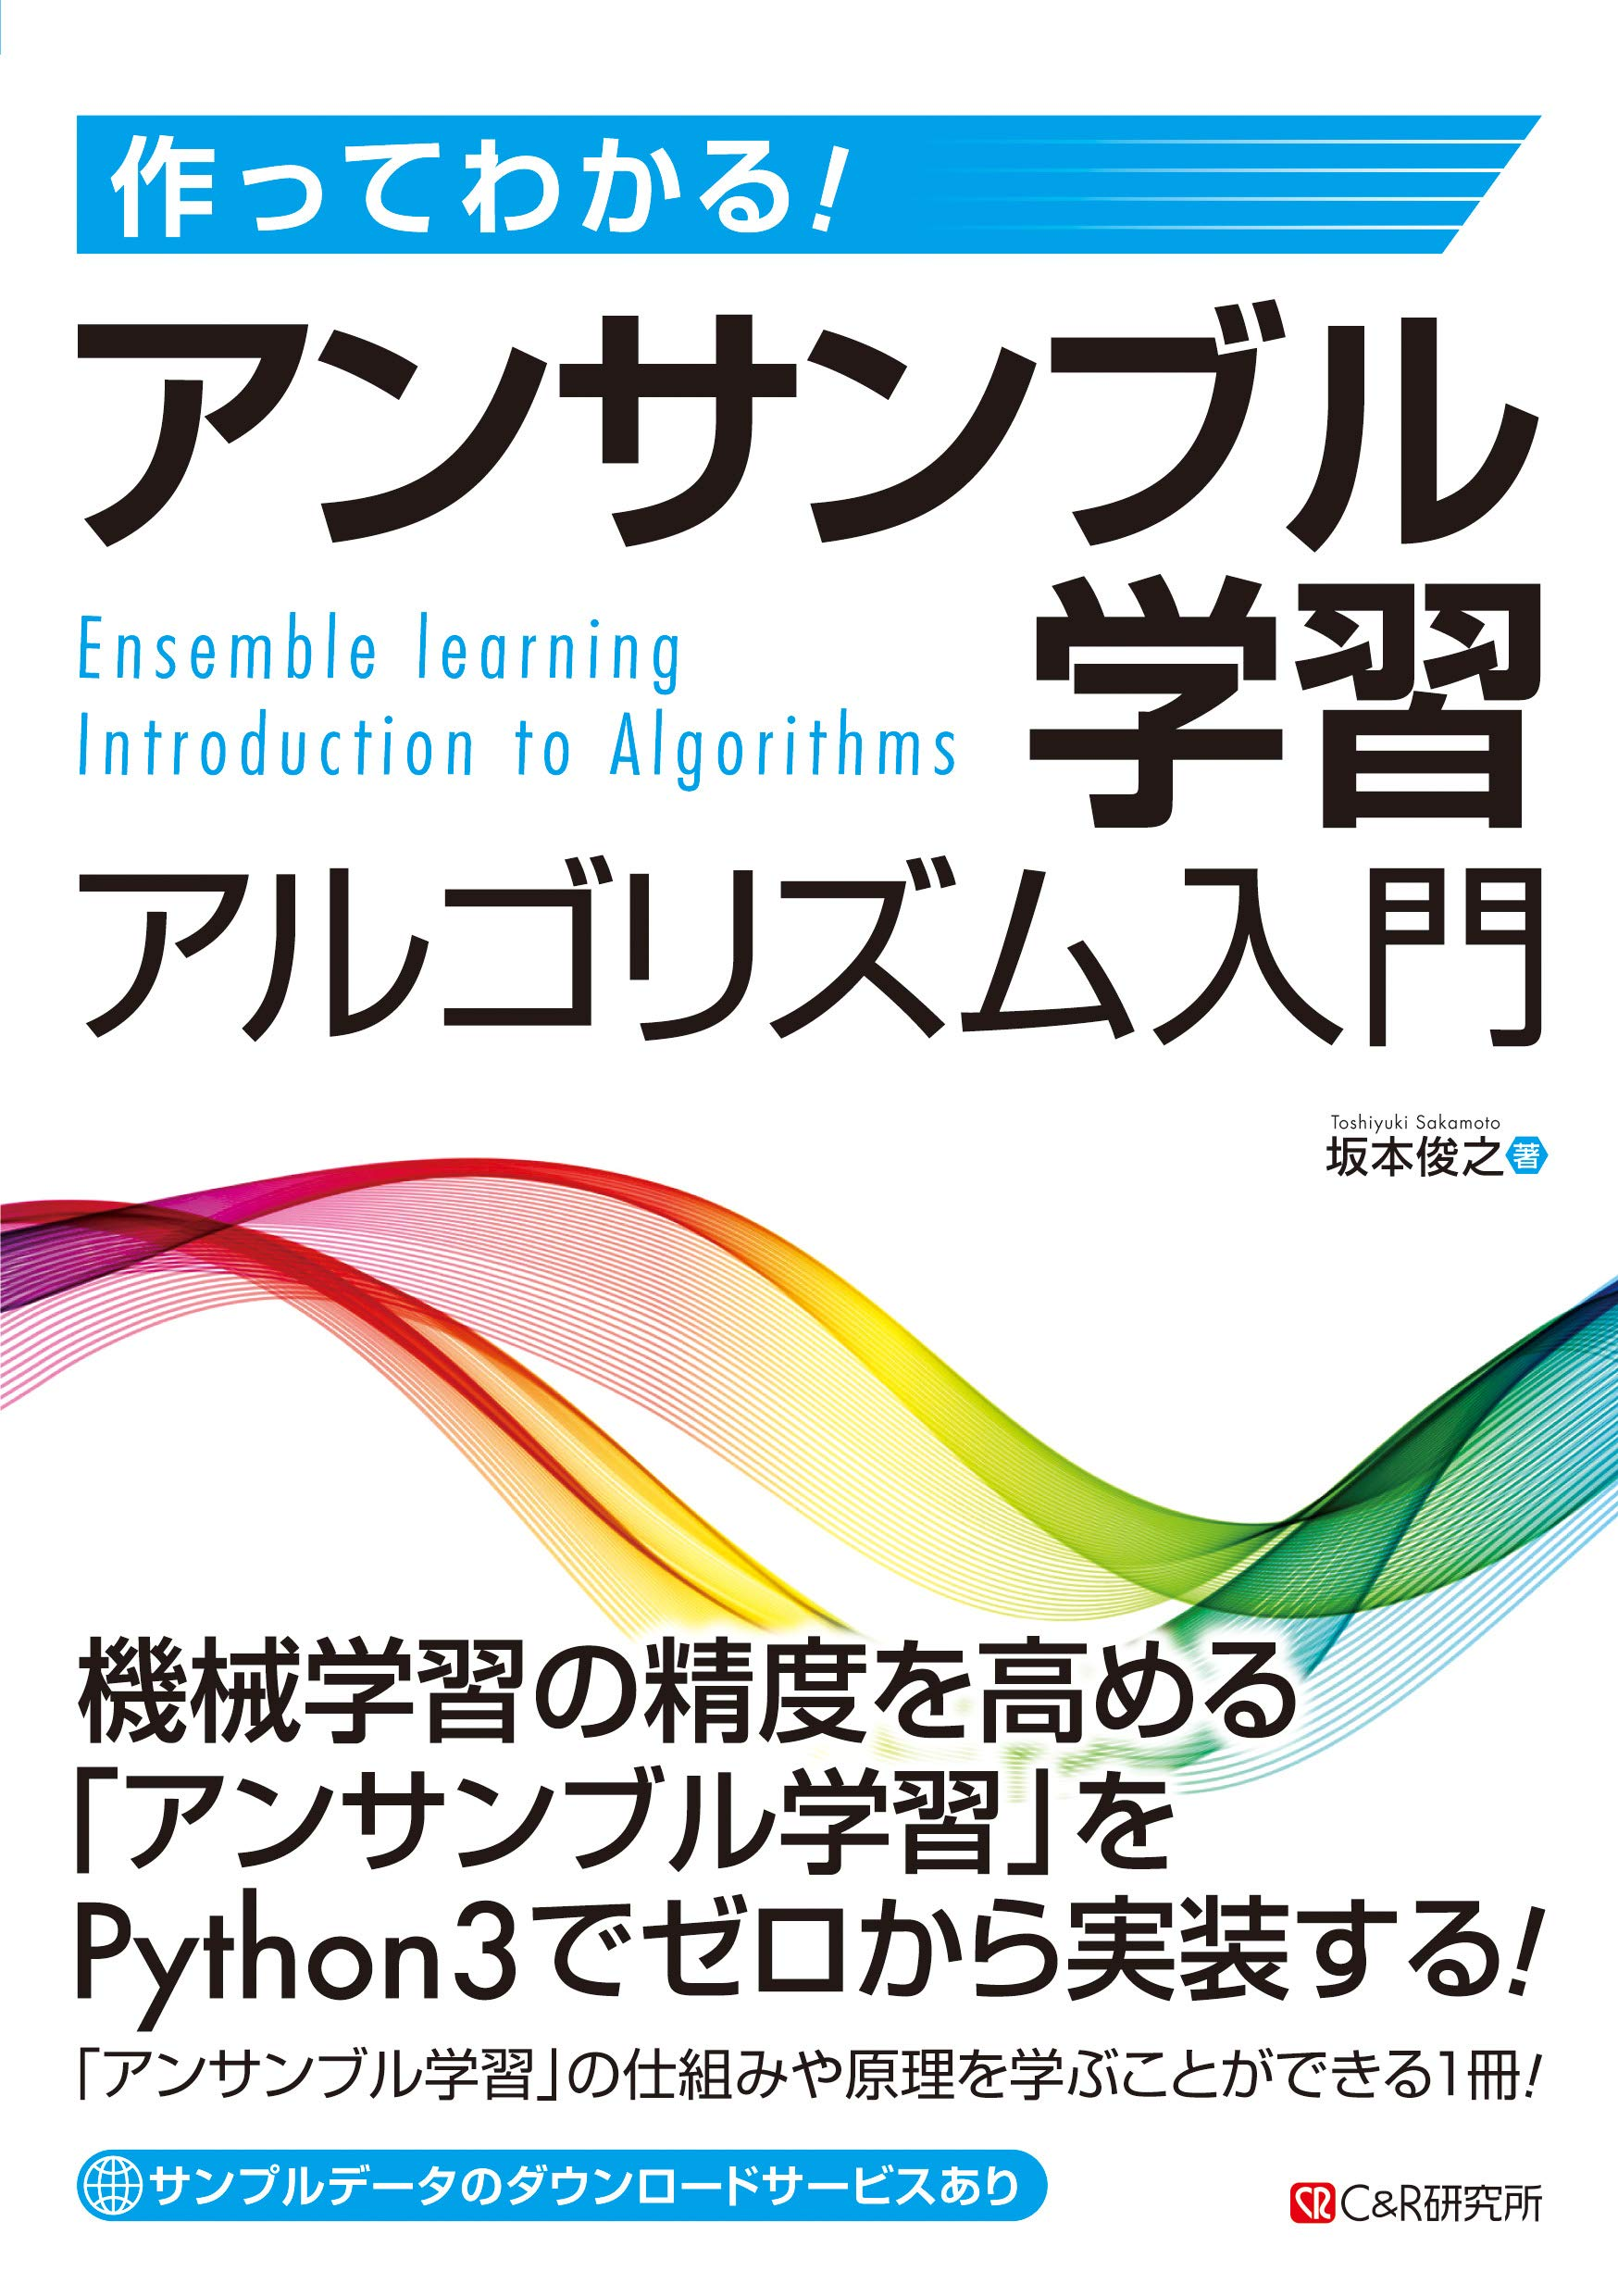 作ってわかる!
アンサンブル
学習
Ensemble learning
Introduction to Algorithms
アルゴリズム入門
Toshiyuki Sakamoto
坂本俊之 著
機械学習の精度を高める
「アンサンブル学習」を
Python3でゼロから実装する!
「アンサンブル学習」の仕組みや原理を学ぶことができる1冊!
サンプルデータのダウンロードサービスあり
CR C&R研究所